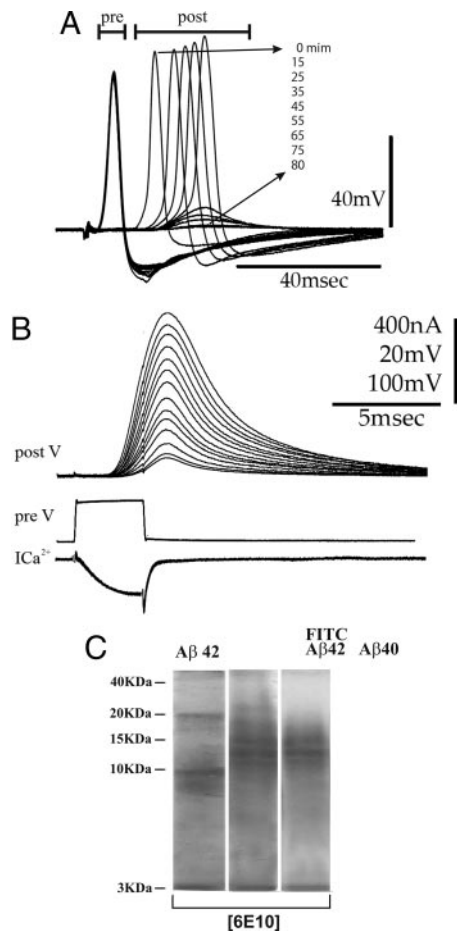 A
pre
post
0 mim
15
25
35
45
55
65
75
80
40mV
40msec
B
400nA
20mV
100mV
5msec
post V
pre V
ICa²⁺
C
Aβ 42
FITC
Aβ42
Aβ40
40KDa
20KDa
15KDa
10KDa
3KDa
[6E10]